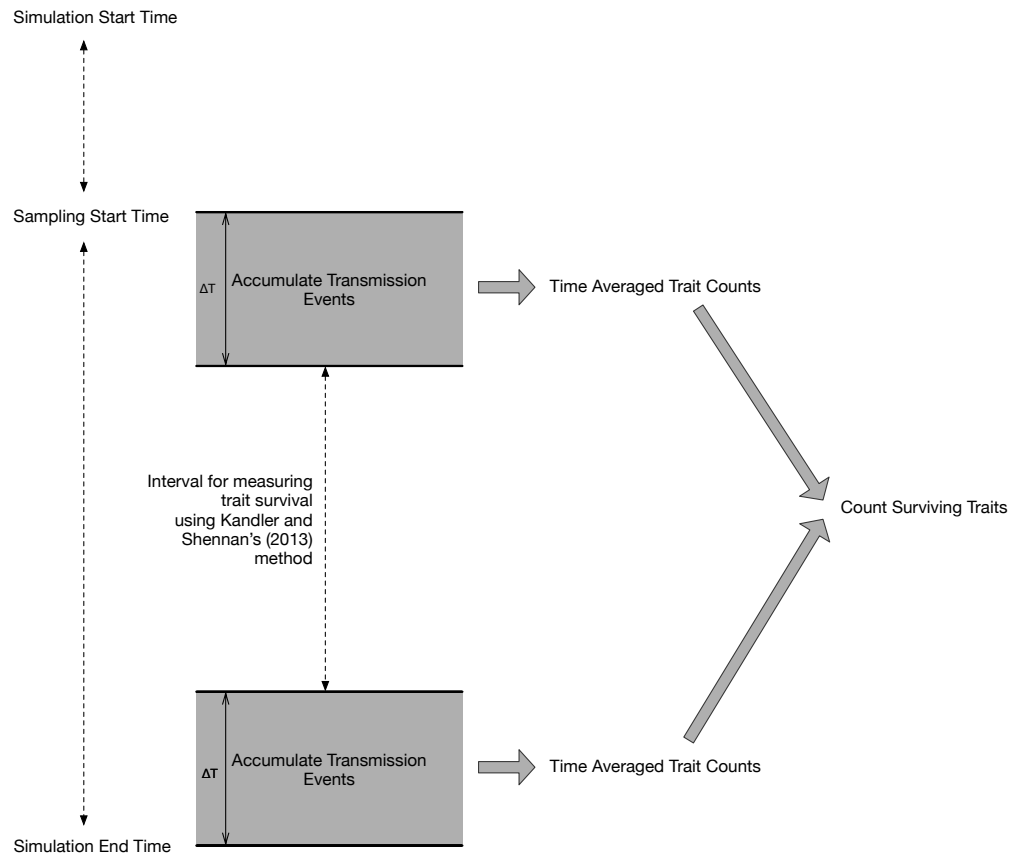 Simulation Start Time
Sampling Start Time
ΔT
Accumulate Transmission
Events
Time Averaged Trait Counts
Interval for measuring
trait survival
using Kandler and
Shennan's (2013)
method
Count Surviving Traits
ΔT
Accumulate Transmission
Events
Time Averaged Trait Counts
Simulation End Time